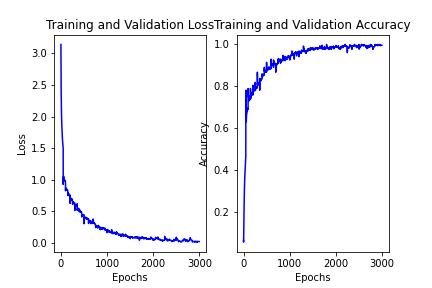 Training and Validation Loss
3.0
2.5
2.0
1.5
1.0
0.5
0.0
Loss
0 1000 2000 3000
Epochs
Training and Validation Accuracy
1.0
0.8
0.6
0.4
0.2
Accuracy
0 1000 2000 3000
Epochs